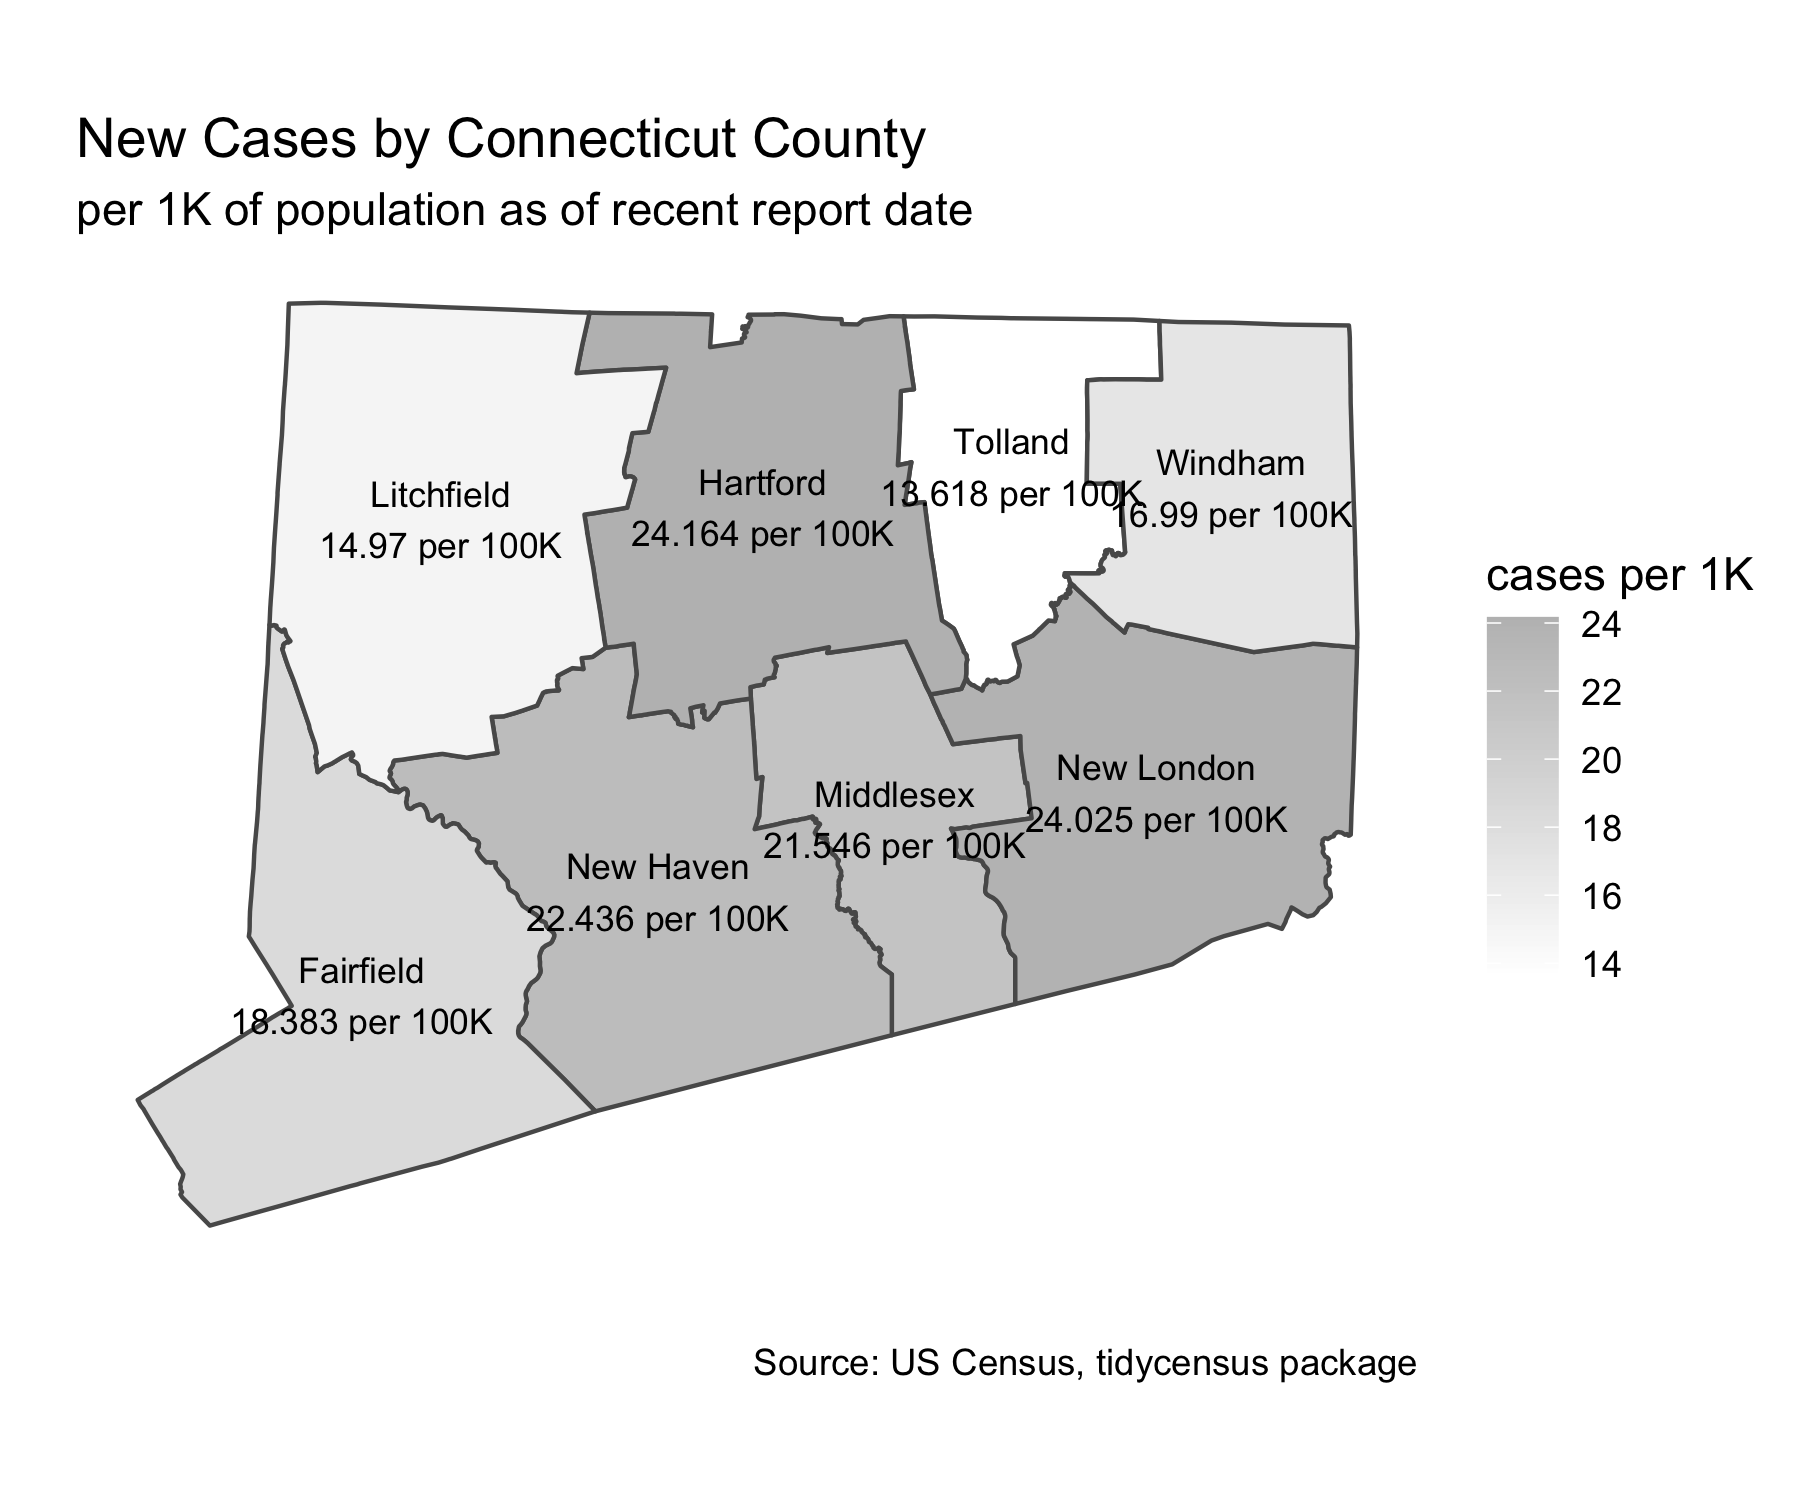 New Cases by Connecticut County
per 1K of population as of recent report date
Litchfield
14.97 per 100K
Hartford
24.164 per 100K
Tolland
13.618 per 100K
Windham
16.99 per 100K
New London
24.025 per 100K
Middlesex
21.546 per 100K
New Haven
22.436 per 100K
Fairfield
18.383 per 100K
cases per 1K
24
22
20
18
16
14
Source: US Census, tidycensus package